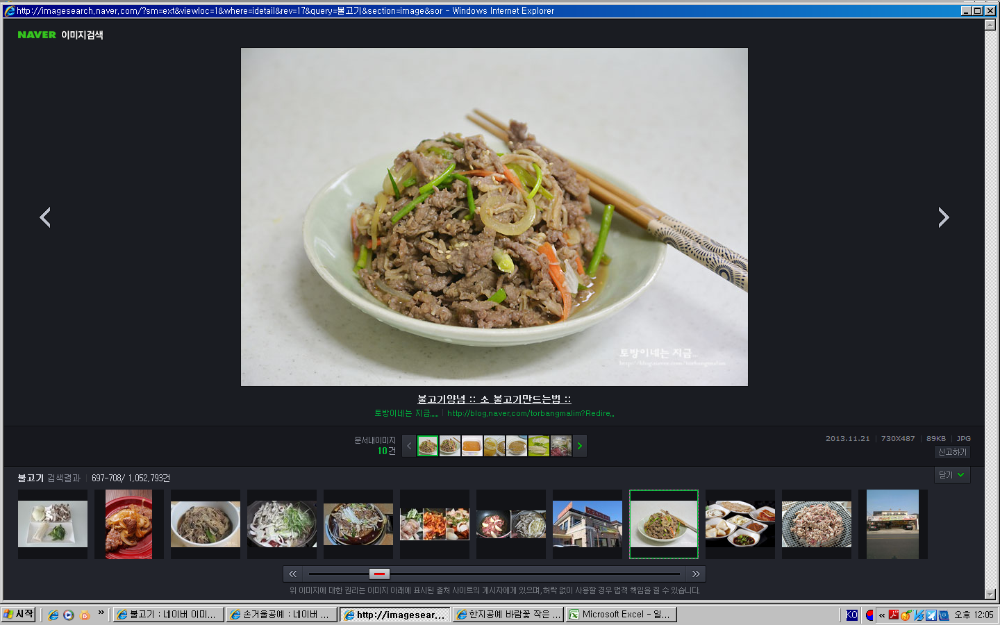 http://imagesearch.naver.com/?sm=ext&viewloc=1&where=idetail&rev=17&query=불고기&section=image&sor - Windows Internet Explorer
NAVER 이미지검색
토방이네는 지금...
http://blog.naver.com/torbangmalim
불고기양념 :: 소 불고기만드는법 ::
토방이네는 지금...... | http://blog.naver.com/torbangmalim?Redire...
문서내이미지
10건
2013.11.21 | 730X487 | 89KB | JPG
신고하기
불고기 검색결과 | 697-708/ 1,052,793건
닫기
위 이미지에 대한 권리는 이미지 아래에 표시된 출처 사이트의 게시자에게 있으며, 허락 없이 사용할 경우 법적 책임을 질 수 있습니다.
시작
불고기 : 네이버 이미...
손거울공예 : 네이버 ...
http://imagesear...
한지공예 바람꽃 작은 ...
Microsoft Excel - 일...
KO
오후 12:05